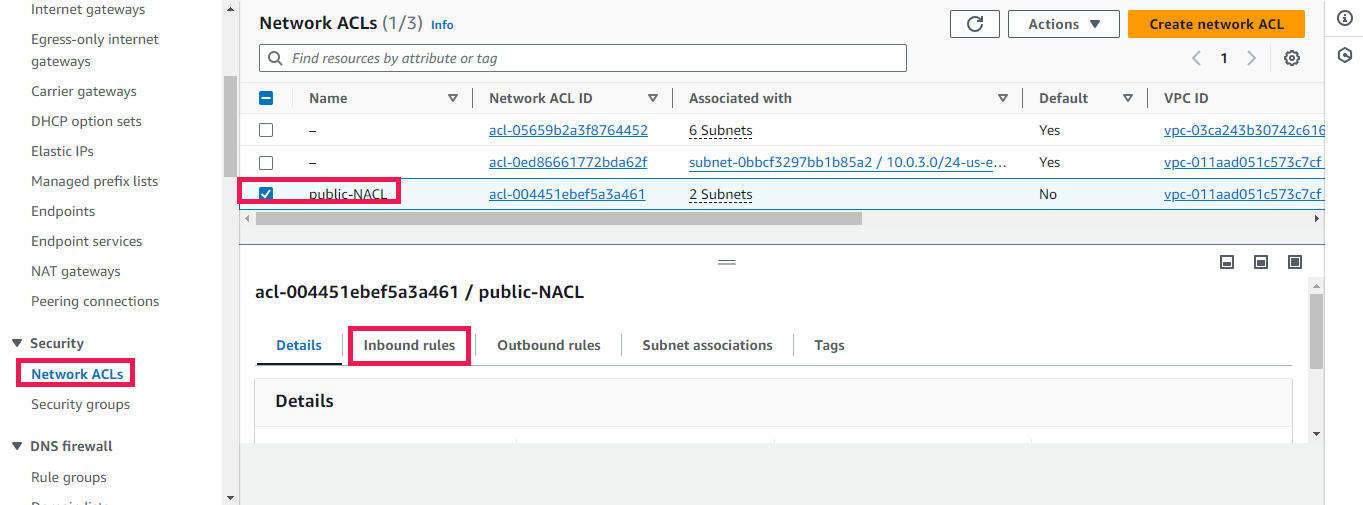 Internet gateways
Egress-only internet
gateways
Carrier gateways
DHCP option sets
Elastic IPs
Managed prefix lists
Endpoints
Endpoint services
NAT gateways
Peering connections
Security
Network ACLs
Security groups
DNS firewall
Rule groups
Network ACLs (1/3) Info
Actions
Create network ACL
Find resources by attribute or tag
1
Name Network ACL ID Associated with Default VPC ID
– acl-05659b2a3f8764452 6 Subnets Yes vpc-03ca243b30742c616
– acl-0ed86661772bda62f subnet-0bbcf3297bb1b85a2 / 10.0.3.0/24-us-e… Yes vpc-011aad051c573c7cf
public-NACL acl-004451ebef5a3a461 2 Subnets No vpc-011aad051c573c7cf
acl-004451ebef5a3a461 / public-NACL
Details Inbound rules Outbound rules Subnet associations Tags
Details